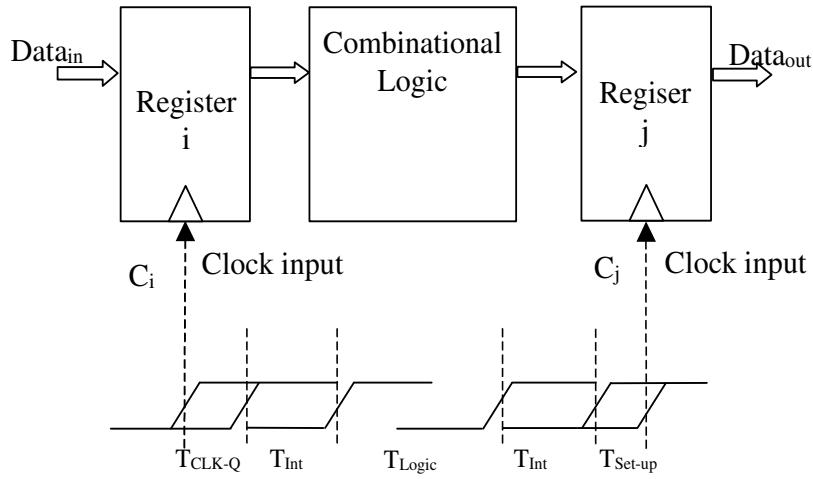 Data_in
Register
i
Combinational
Logic
Regiser
j
Data_out
C_i
Clock input
C_j
Clock input
T_CLK-Q
T_Int
T_Logic
T_Int
T_Set-up